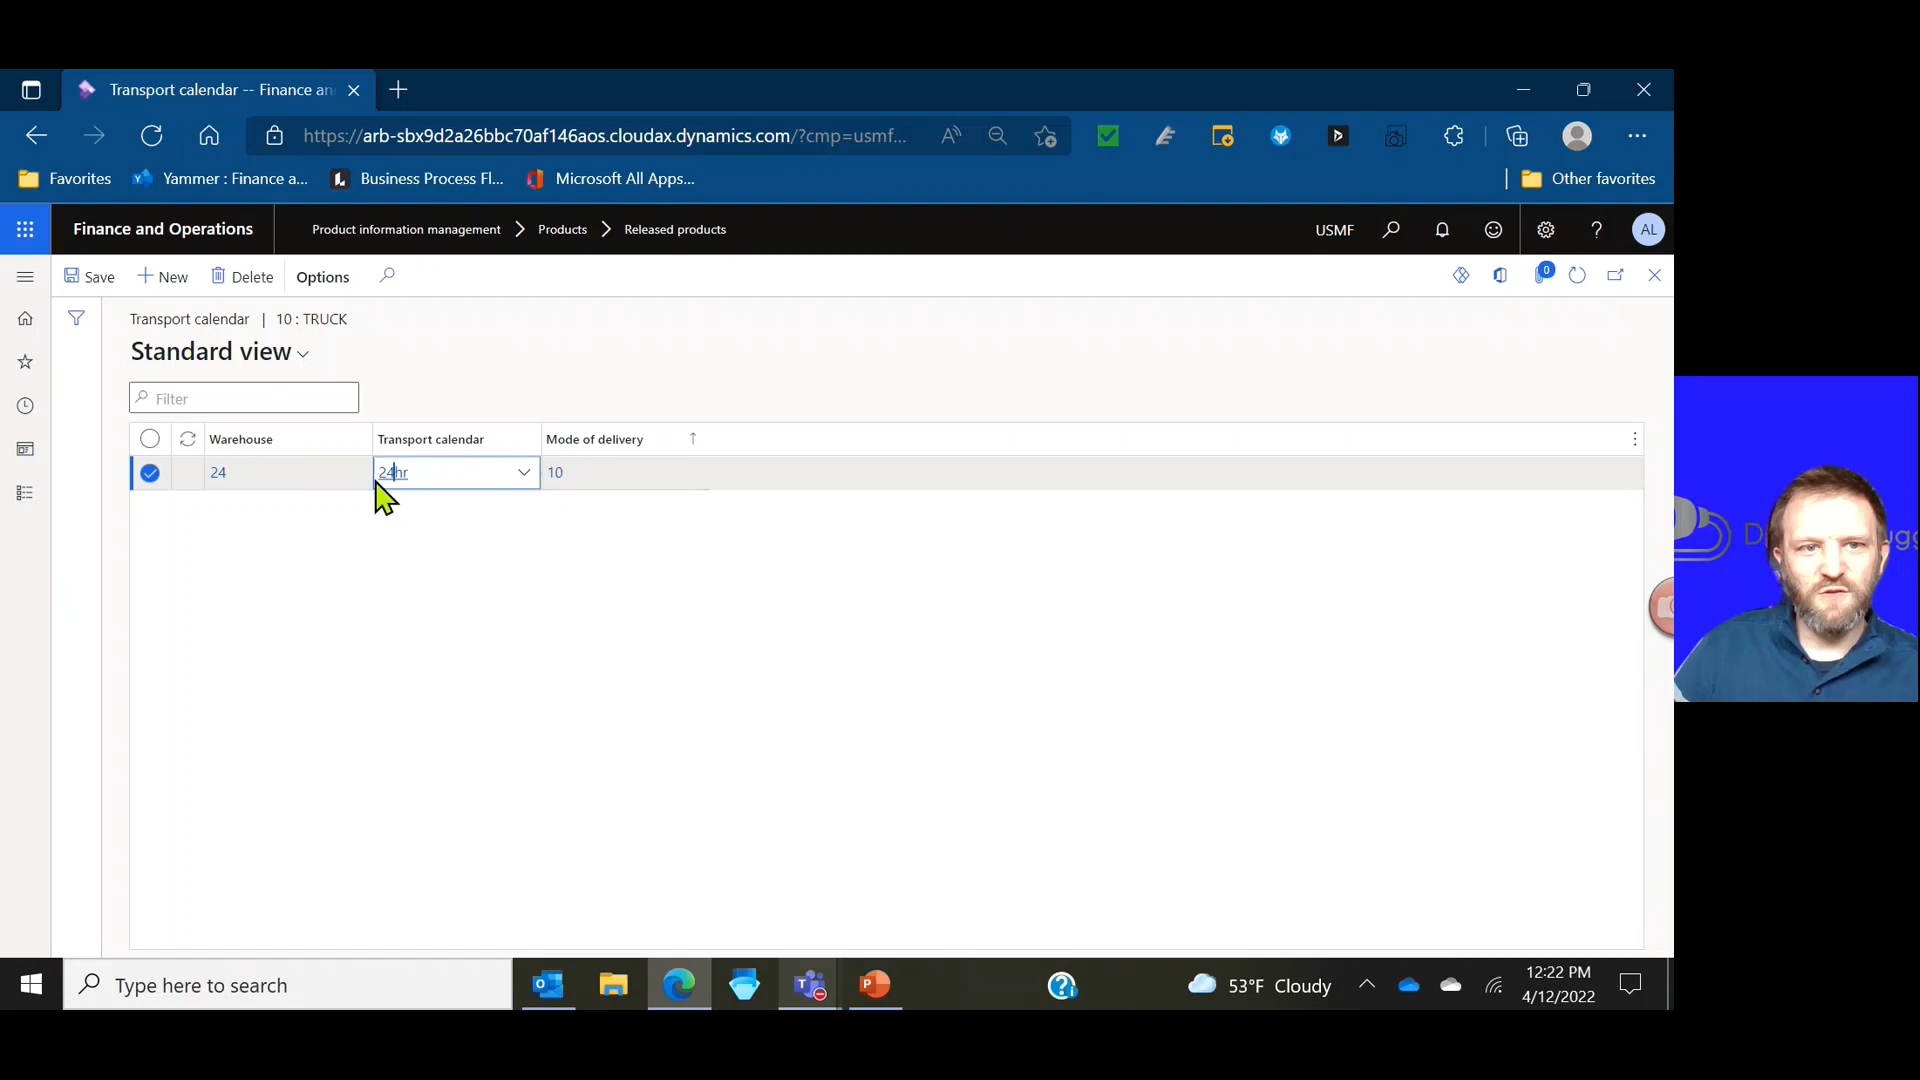 Transport calendar -- Finance an
https://arb-sbx9d2a26bbc70af146aos.cloudax.dynamics.com/?cmp=usmf...
Favorites Yammer : Finance a... Business Process Fl... Microsoft All Apps... Other favorites
Finance and Operations Product information management Products Released products USMF AL
Save New Delete Options 0
Transport calendar | 10 : TRUCK
Standard view
Filter
Warehouse Transport calendar Mode of delivery
24 24hr 10
D ugg
Type here to search 53°F Cloudy 12:22 PM
4/12/2022